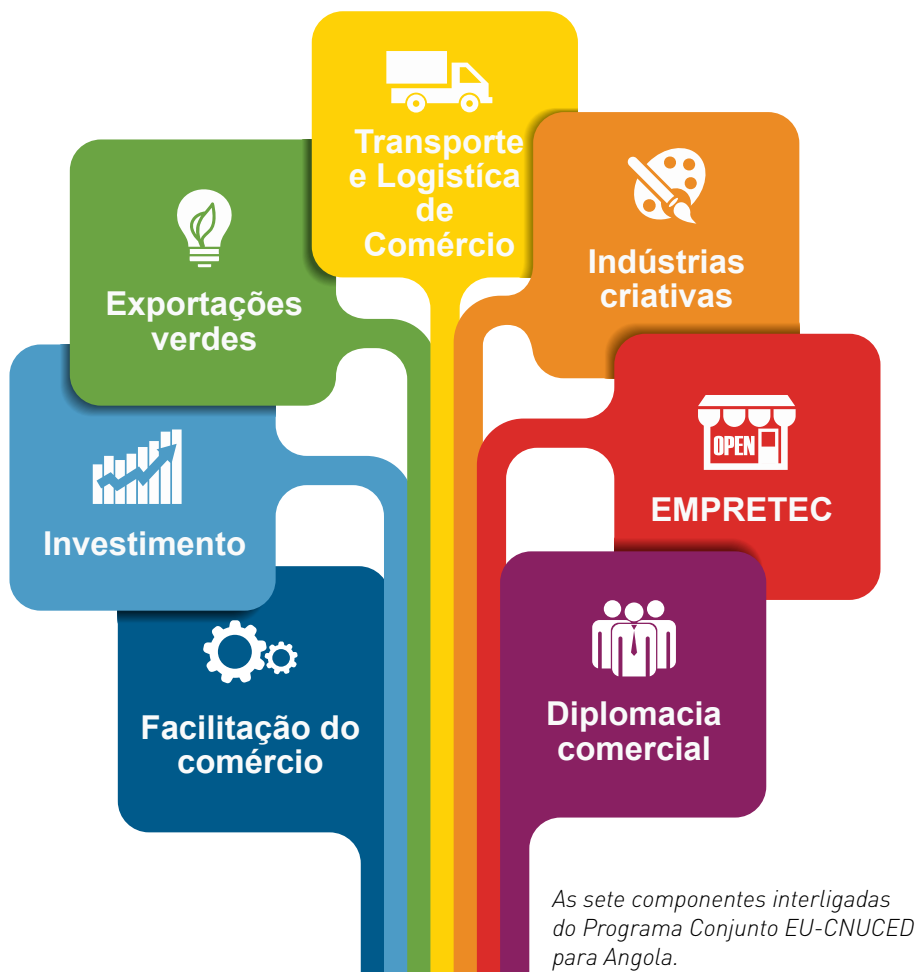 Transporte
e Logistíca
de
Comércio
Indústrias
criativas
Exportações
verdes
OPEN
EMPRETEC
Investimento
Facilitação do
comércio
Diplomacia
comercial
As sete componentes interligadas
do Programa Conjunto EU-CNUCED
para Angola.